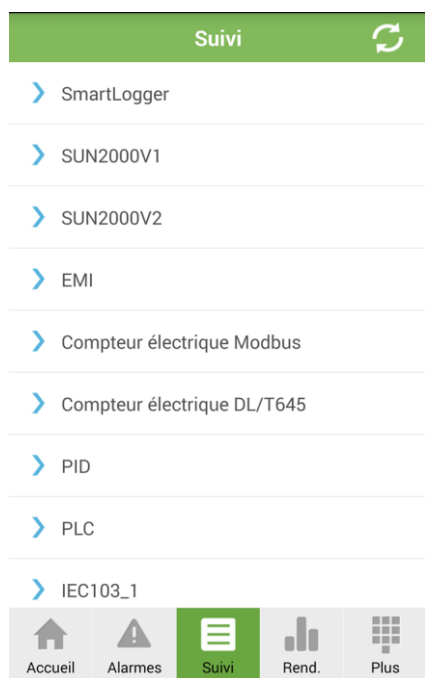 Suivi
SmartLogger
SUN2000V1
SUN2000V2
EMI
Compteur électrique Modbus
Compteur électrique DL/T645
PID
PLC
IEC103_1
Accueil Alarmes Suivi Rend. Plus